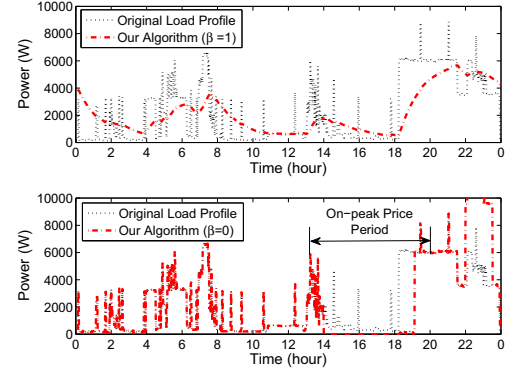 10000
8000
6000
4000
2000
0
Power (W)
Original Load Profile
Our Algorithm (β =1)
0 2 4 6 8 10 12 14 16 18 20 22 0
Time (hour)
10000
8000
6000
4000
2000
0
Power (W)
Original Load Profile
Our Algorithm (β=0)
On−peak Price
Period
0 2 4 6 8 10 12 14 16 18 20 22 0
Time (hour)